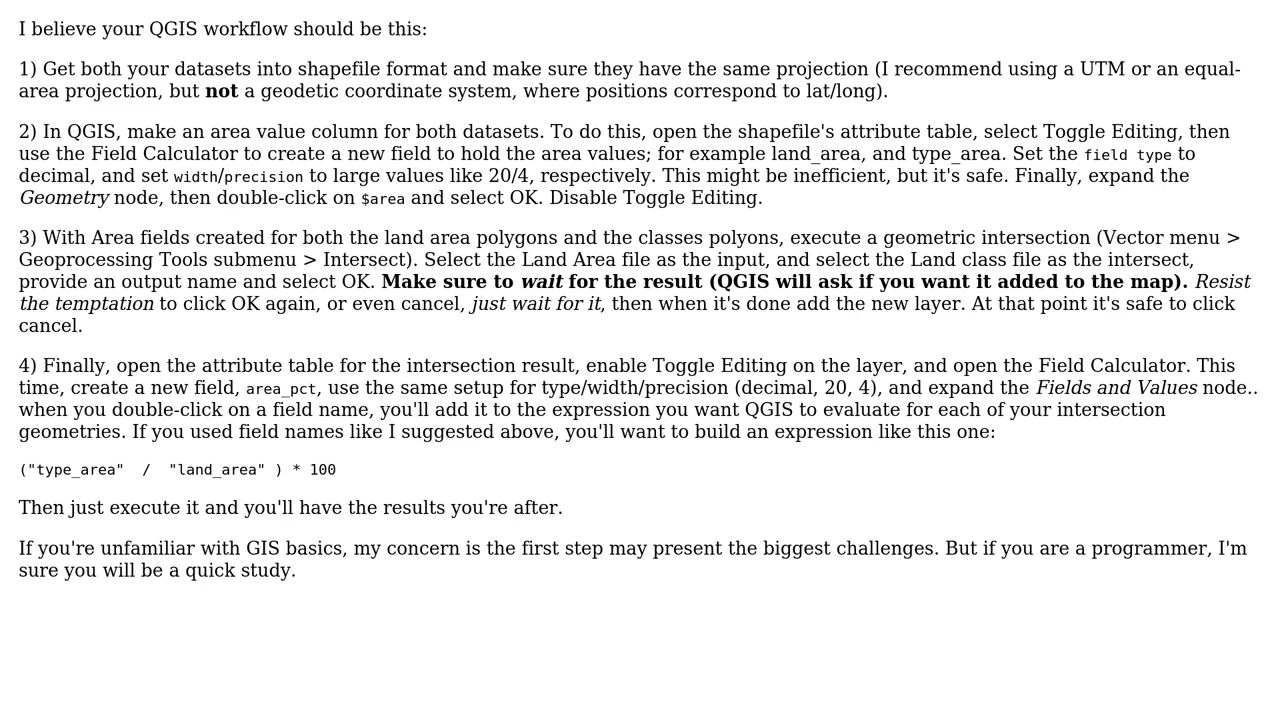 I believe your QGIS workflow should be this:
1) Get both your datasets into shapefile format and make sure they have the same projection (I recommend using a UTM or an equal-
area projection, but not a geodetic coordinate system, where positions correspond to lat/long).
2) In QGIS, make an area value column for both datasets. To do this, open the shapefile's attribute table, select Toggle Editing, then
use the Field Calculator to create a new field to hold the area values; for example land_area, and type_area. Set the field type to
decimal, and set width/precision to large values like 20/4, respectively. This might be inefficient, but it's safe. Finally, expand the
Geometry node, then double-click on $area and select OK. Disable Toggle Editing.
3) With Area fields created for both the land area polygons and the classes polyons, execute a geometric intersection (Vector menu >
Geoprocessing Tools submenu > Intersect). Select the Land Area file as the input, and select the Land class file as the intersect,
provide an output name and select OK. Make sure to wait for the result (QGIS will ask if you want it added to the map). Resist
the temptation to click OK again, or even cancel, just wait for it, then when it's done add the new layer. At that point it's safe to click
cancel.
4) Finally, open the attribute table for the intersection result, enable Toggle Editing on the layer, and open the Field Calculator. This
time, create a new field, area_pct, use the same setup for type/width/precision (decimal, 20, 4), and expand the Fields and Values node..
when you double-click on a field name, you'll add it to the expression you want QGIS to evaluate for each of your intersection
geometries. If you used field names like I suggested above, you'll want to build an expression like this one:
("type_area"  /  "land_area" ) * 100
Then just execute it and you'll have the results you're after.
If you're unfamiliar with GIS basics, my concern is the first step may present the biggest challenges. But if you are a programmer, I'm
sure you will be a quick study.